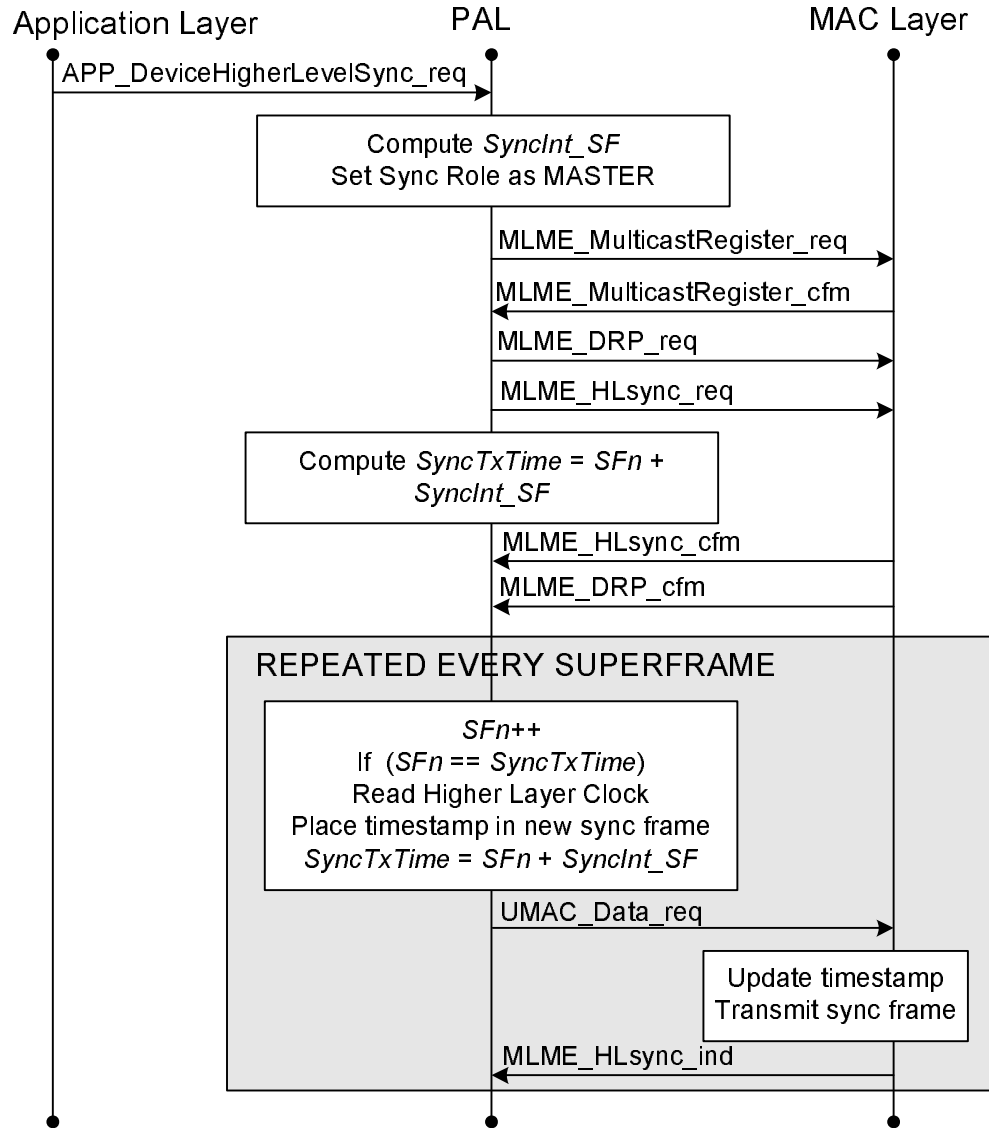 Application Layer
PAL
MAC Layer
APP_DeviceHigherLevelSync_req
Compute SyncInt_SF
Set Sync Role as MASTER
MLME_MulticastRegister_req
MLME_MulticastRegister_cfm
MLME_DRP_req
MLME_HLsync_req
Compute SyncTxTime = SFn +
SyncInt_SF
MLME_HLsync_cfm
MLME_DRP_cfm
REPEATED EVERY SUPERFRAME
SFn++
If (SFn == SyncTxTime)
Read Higher Layer Clock
Place timestamp in new sync frame
SyncTxTime = SFn + SyncInt_SF
UMAC_Data_req
Update timestamp
Transmit sync frame
MLME_HLsync_ind